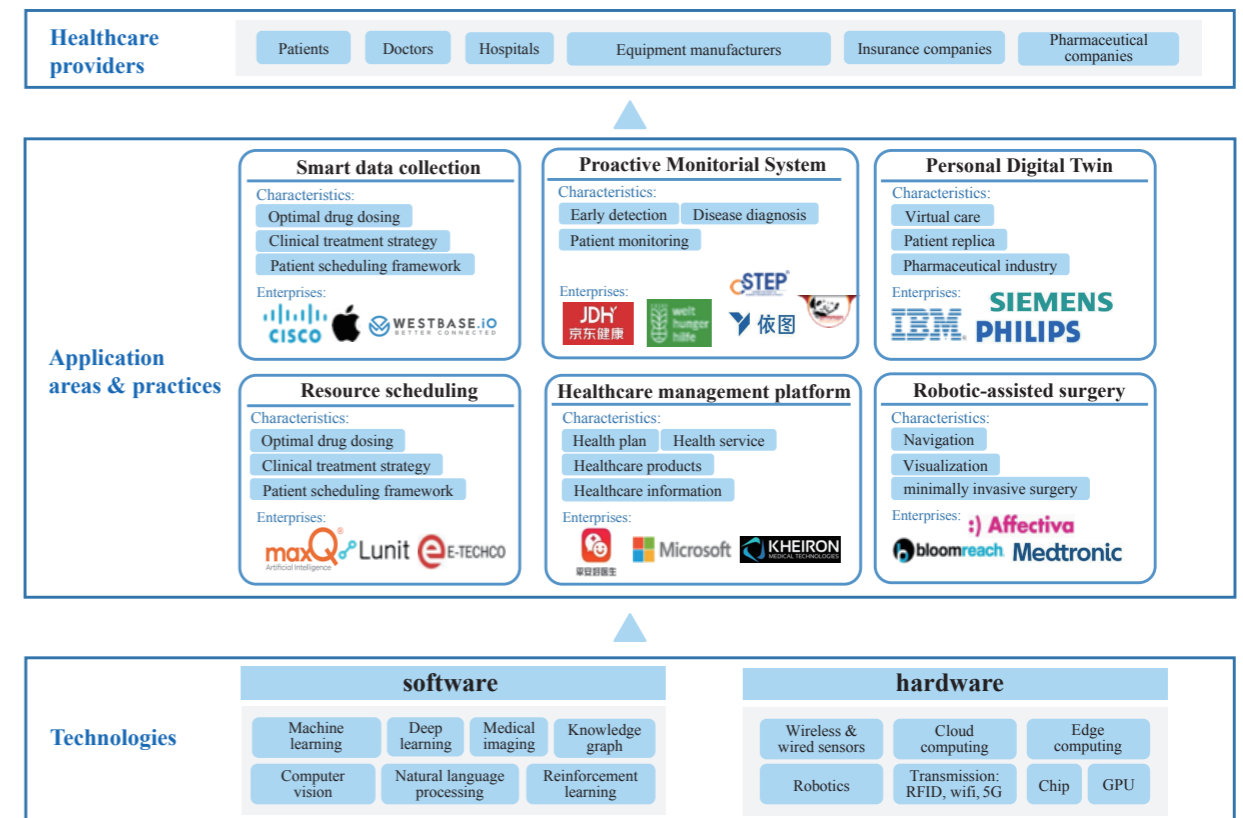 Healthcare
providers
Patients
Doctors
Hospitals
Equipment manufacturers
Insurance companies
Pharmaceutical
companies
Application
areas & practices
Smart data collection
Characteristics:
Optimal drug dosing
Clinical treatment strategy
Patient scheduling framework
Enterprises:
CISCO
WESTBASE.iO
BETTER CONNECTED
Proactive Monitorial System
Characteristics:
Early detection
Disease diagnosis
Patient monitoring
Enterprises:
JDH
京东健康
welt
hunger
hilfe
STEP
依图
Personal Digital Twin
Characteristics:
Virtual care
Patient replica
Pharmaceutical industry
Enterprises:
SIEMENS
IBM.
PHILIPS
Resource scheduling
Characteristics:
Optimal drug dosing
Clinical treatment strategy
Patient scheduling framework
Enterprises:
maxQ®
Artificial Intelligence
Lunit
E-TECHCO
Healthcare management platform
Characteristics:
Health plan
Health service
Healthcare products
Healthcare information
Enterprises:
平安好医生
Microsoft
KHEIRON
MEDICAL TECHNOLOGIES
Robotic-assisted surgery
Characteristics:
Navigation
Visualization
minimally invasive surgery
Enterprises:
:) Affectiva
bloomreach
Medtronic
Technologies
software
Machine
learning
Deep
learning
Medical
imaging
Knowledge
graph
Computer
vision
Natural language
processing
Reinforcement
learning
hardware
Wireless &
wired sensors
Cloud
computing
Edge
computing
Robotics
Transmission:
RFID, wifi, 5G
Chip
GPU